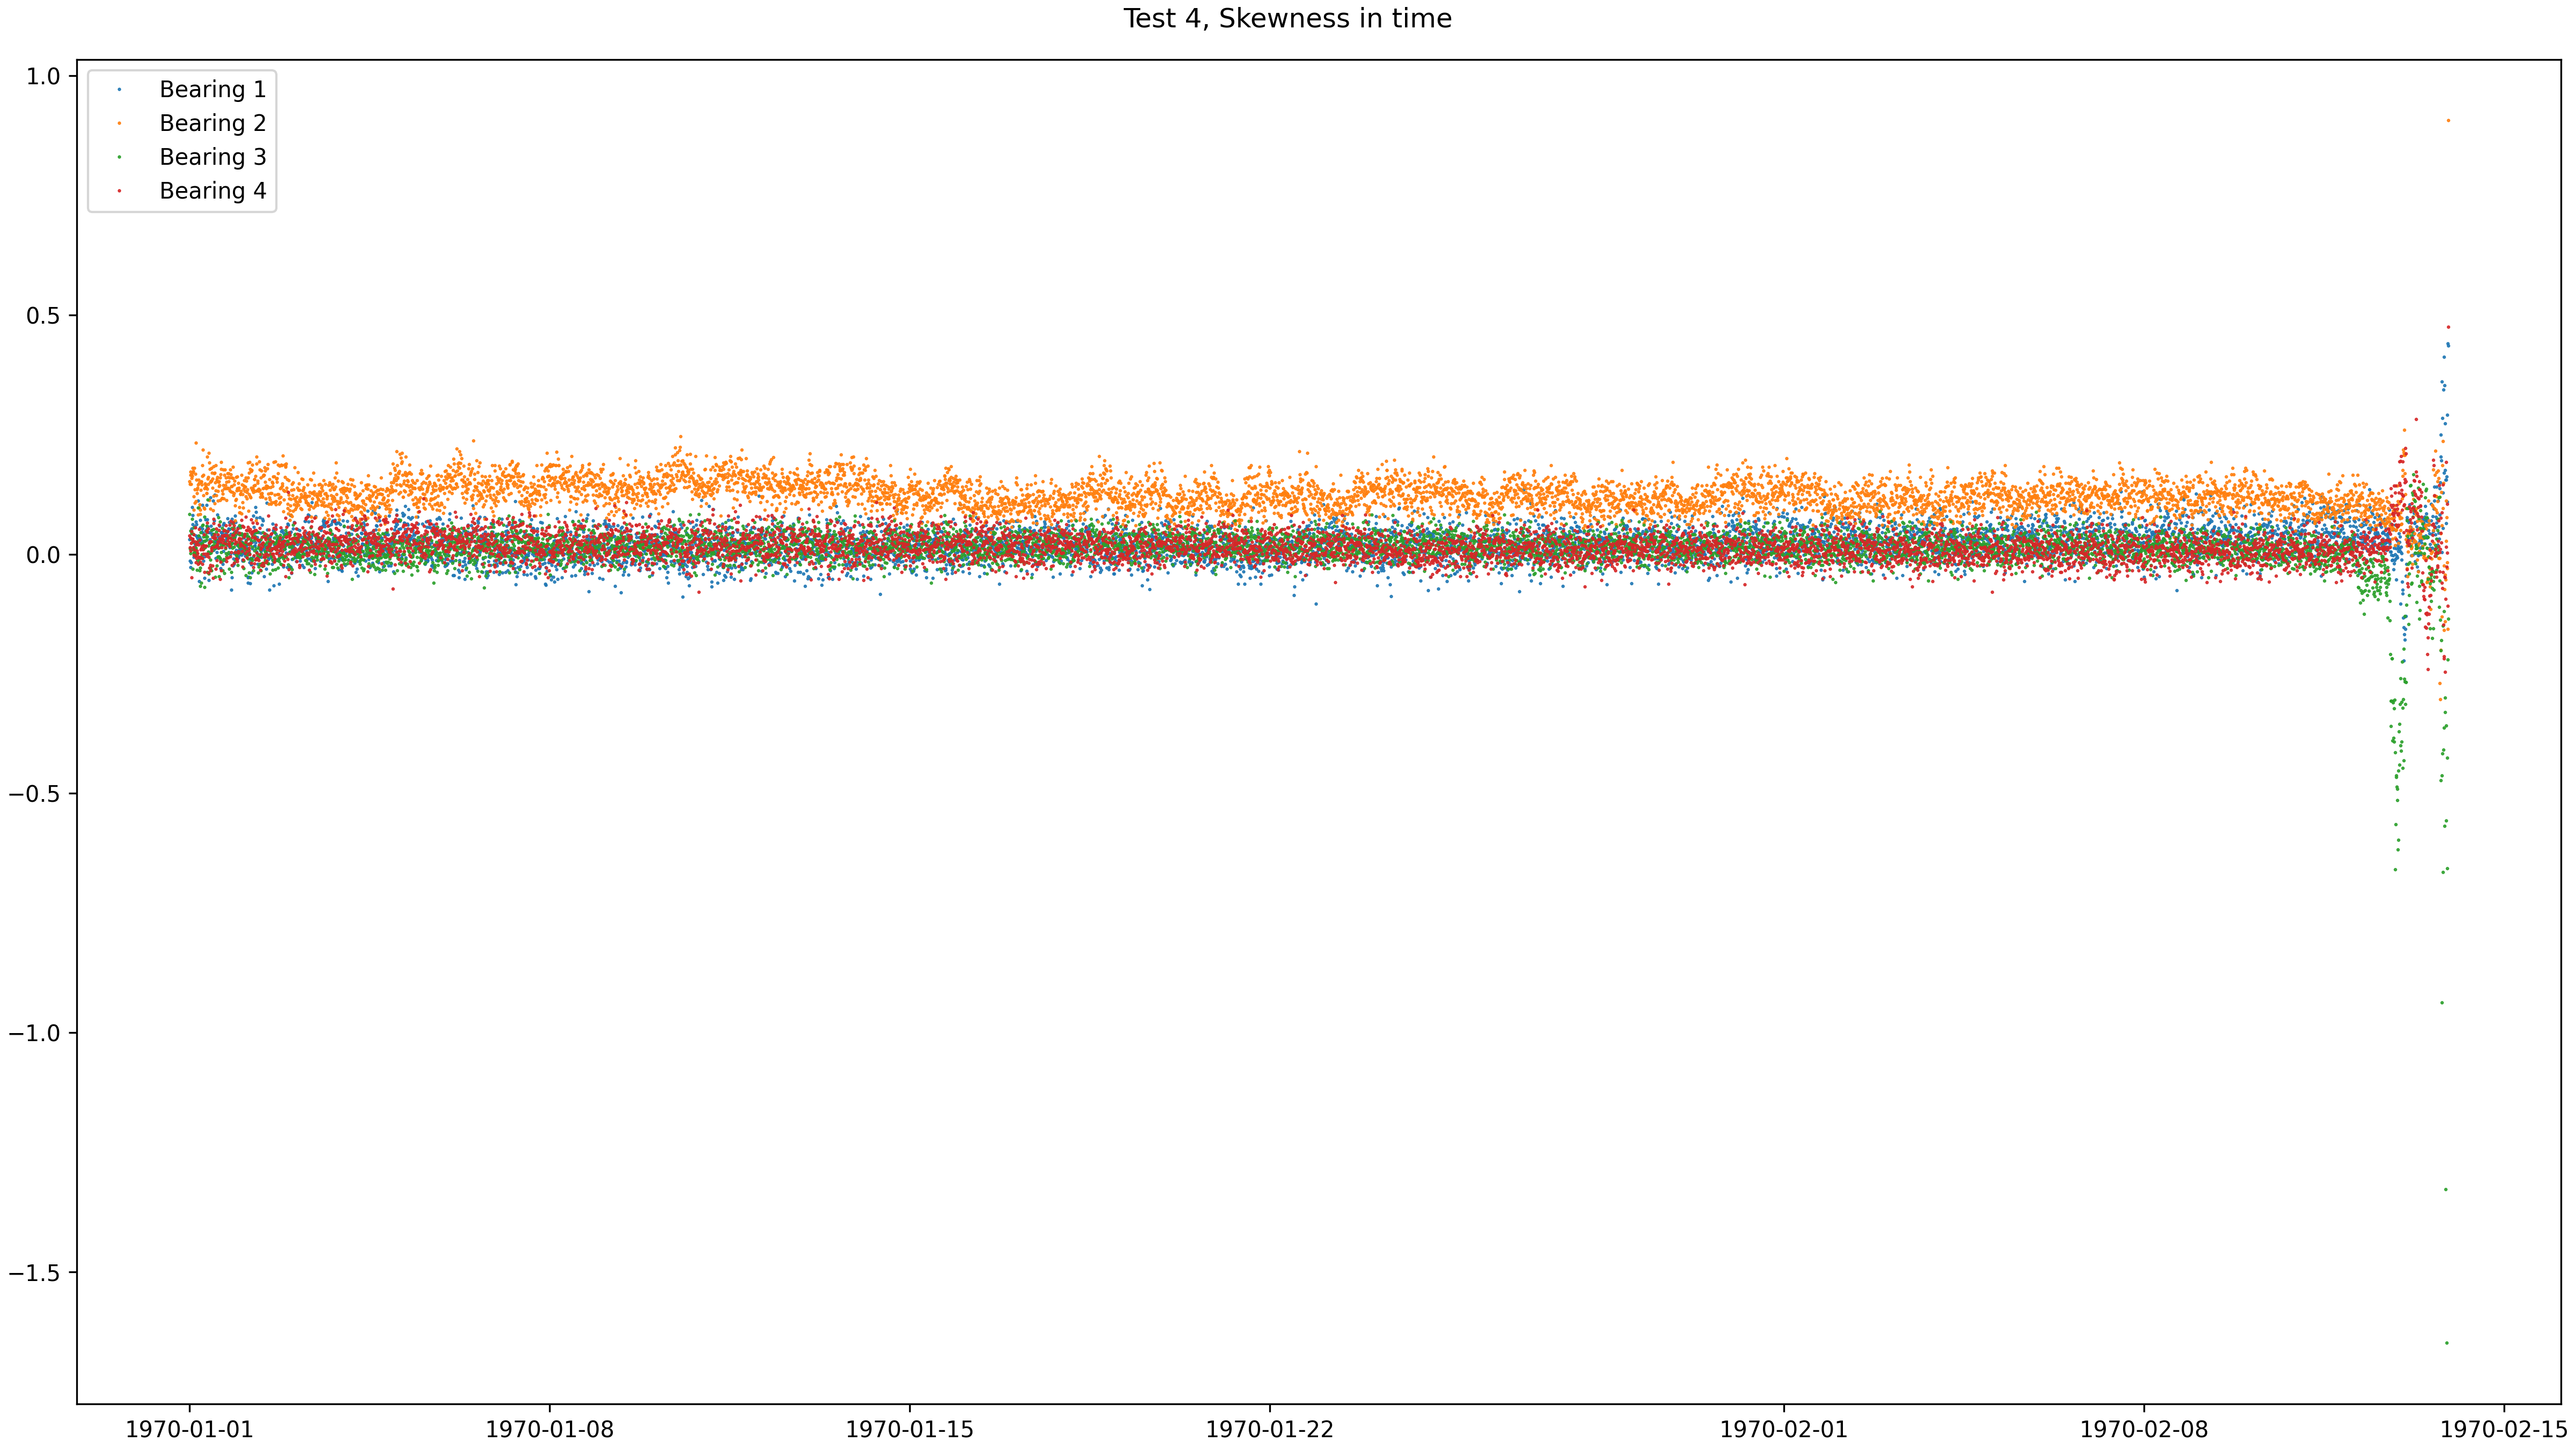 Test 4, Skewness in time
1.0
0.5
0.0
−0.5
−1.0
−1.5
Bearing 1
Bearing 2
Bearing 3
Bearing 4
1970-01-01
1970-01-08
1970-01-15
1970-01-22
1970-02-01
1970-02-08
1970-02-15